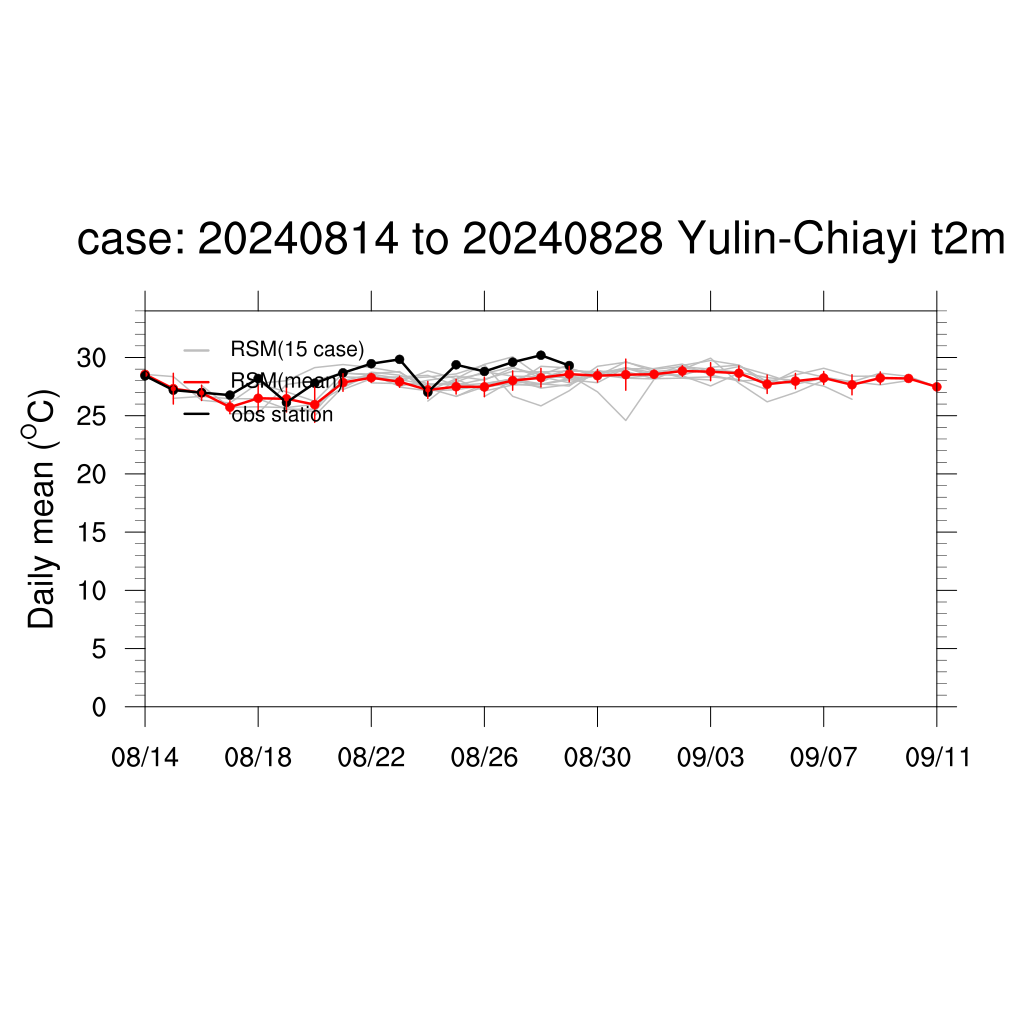 case: 20240814 to 20240828 Yulin-Chiayi t2m
Daily mean (OC)
30
25
20
15
10
5
0
RSM(15 case)
RSM(mean)
obs station
08/14 08/18 08/22 08/26 08/30 09/03 09/07 09/11